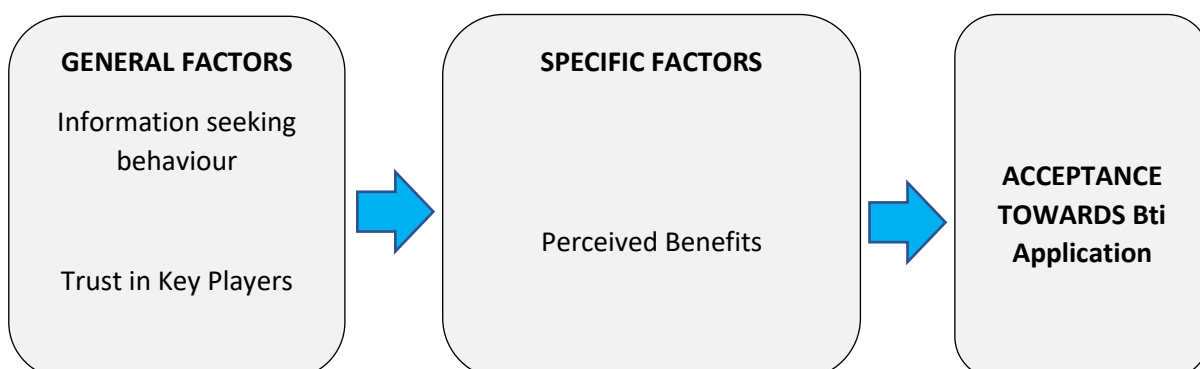 GENERAL FACTORS
Information seeking
behaviour
Trust in Key Players
SPECIFIC FACTORS
Perceived Benefits
ACCEPTANCE
TOWARDS Bti
Application